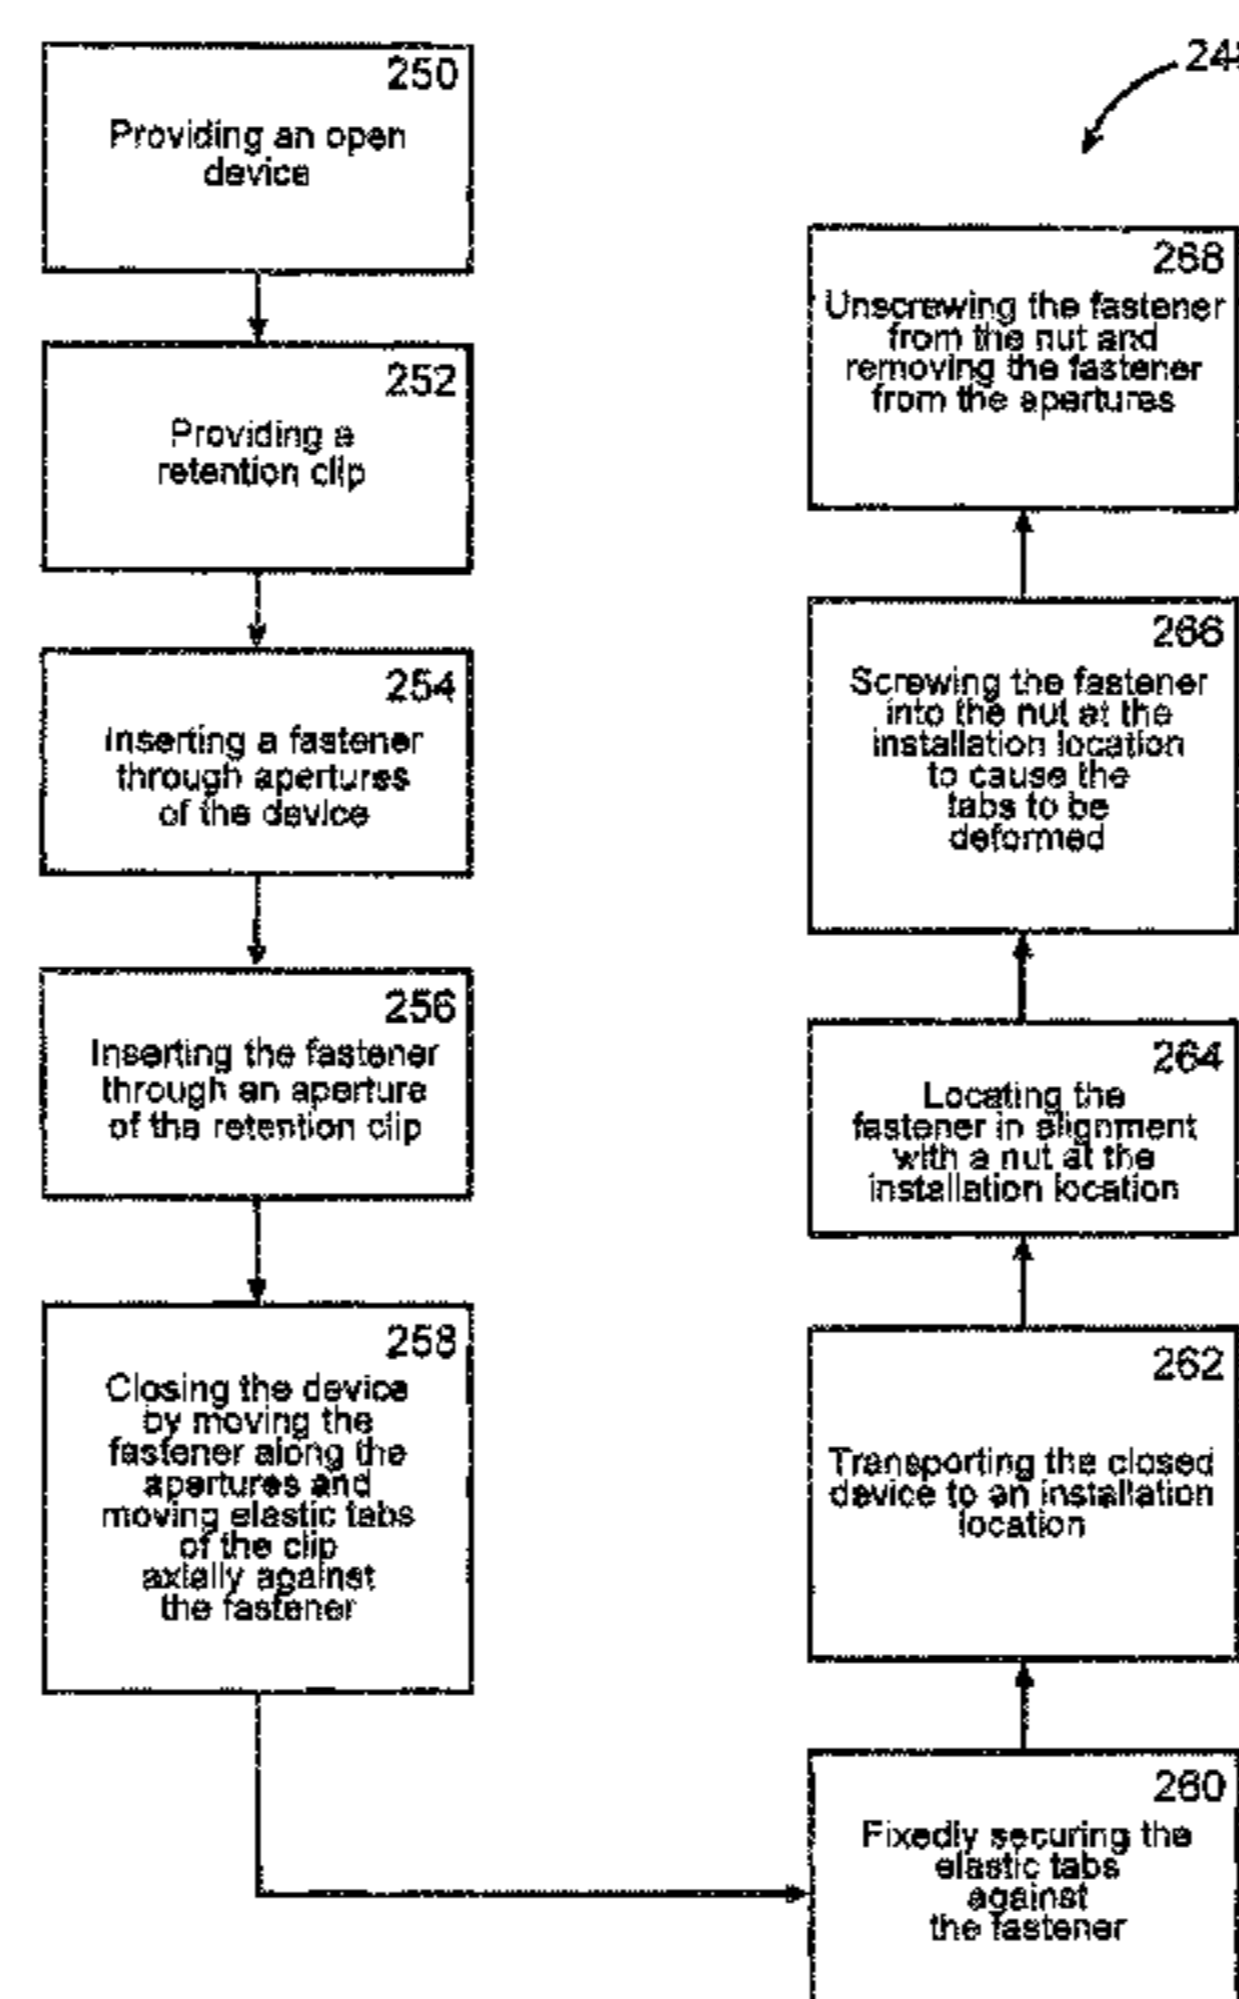 250
Providing an open
device
252
Providing a
retention clip
254
Inserting a fastener
through apertures
of the device
256
Inserting the fastener
through an aperture
of the retention clip
258
Closing the device
by moving the
fastener along the
apertures and
moving elastic tabs
of the clip
axially against
the fastener
260
Fixedly securing the
elastic tabs
against
the fastener
262
Transporting the closed
device to an installation
location
264
Locating the
fastener in alignment
with a nut at the
installation location
266
Screwing the fastener
into the nut at the
installation location
to cause the
tabs to be
deformed
268
Unscrewing the fastener
from the nut and
removing the fastener
from the apertures